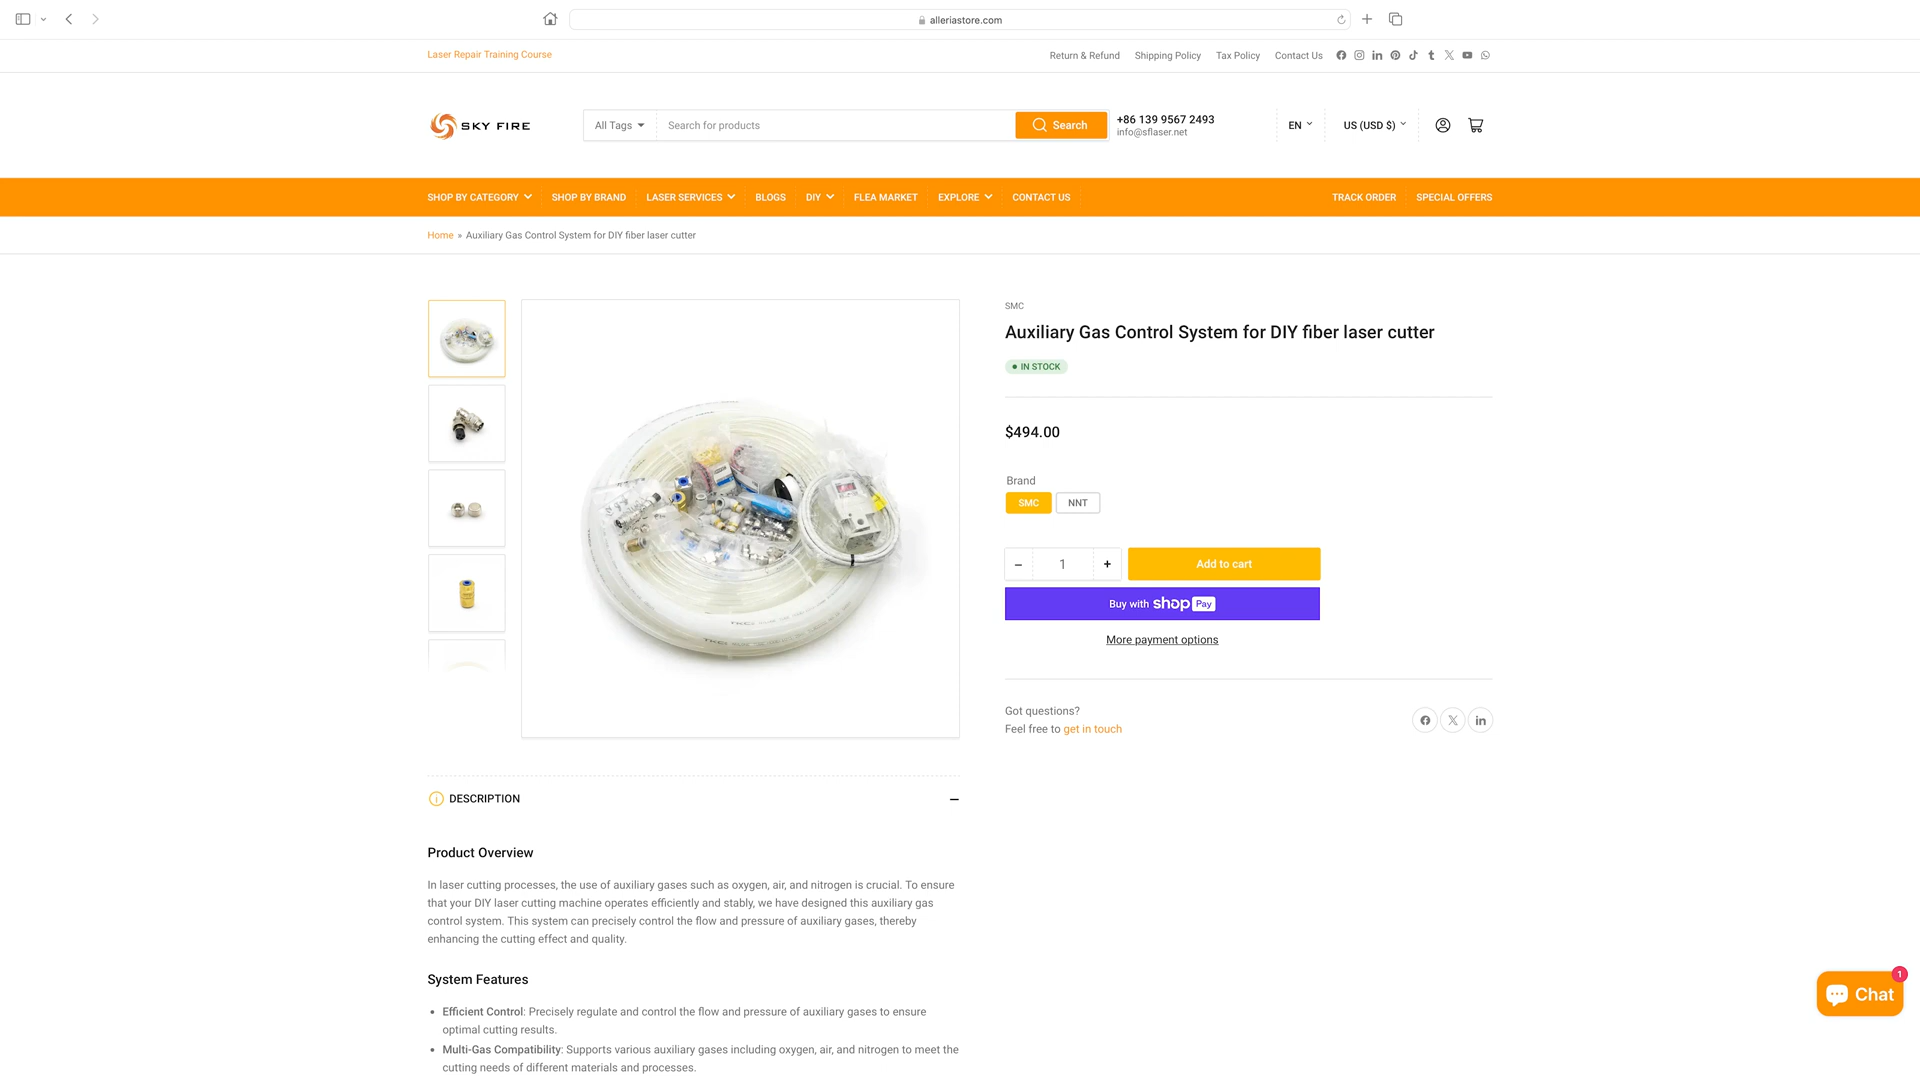 alleriastore.com
Laser Repair Training Course
Return & Refund
Shipping Policy
Tax Policy
Contact Us
SKY FIRE
All Tags
Search for products
Search
+86 139 9567 2493
info@sflaser.net
EN
US (USD $)
SHOP BY CATEGORY
SHOP BY BRAND
LASER SERVICES
BLOGS
DIY
FLEA MARKET
EXPLORE
CONTACT US
TRACK ORDER
SPECIAL OFFERS
Home » Auxiliary Gas Control System for DIY fiber laser cutter
SMC
Auxiliary Gas Control System for DIY fiber laser cutter
IN STOCK
$494.00
Brand
SMC
NNT
− 1 +
Add to cart
Buy with shop Pay
More payment options
Got questions?
Feel free to get in touch
DESCRIPTION
Product Overview
In laser cutting processes, the use of auxiliary gases such as oxygen, air, and nitrogen is crucial. To ensure
that your DIY laser cutting machine operates efficiently and stably, we have designed this auxiliary gas
control system. This system can precisely control the flow and pressure of auxiliary gases, thereby
enhancing the cutting effect and quality.
System Features
• Efficient Control: Precisely regulate and control the flow and pressure of auxiliary gases to ensure
optimal cutting results.
• Multi-Gas Compatibility: Supports various auxiliary gases including oxygen, air, and nitrogen to meet the
cutting needs of different materials and processes.
1
Chat